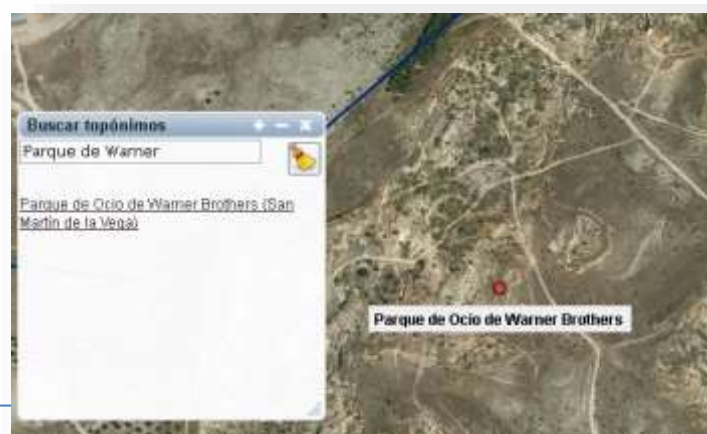 Buscar topónimos
Parque de Warner
Parque de Ocio de Warner Brothers (San
Martín de la Vega)
Parque de Ocio de Warner Brothers